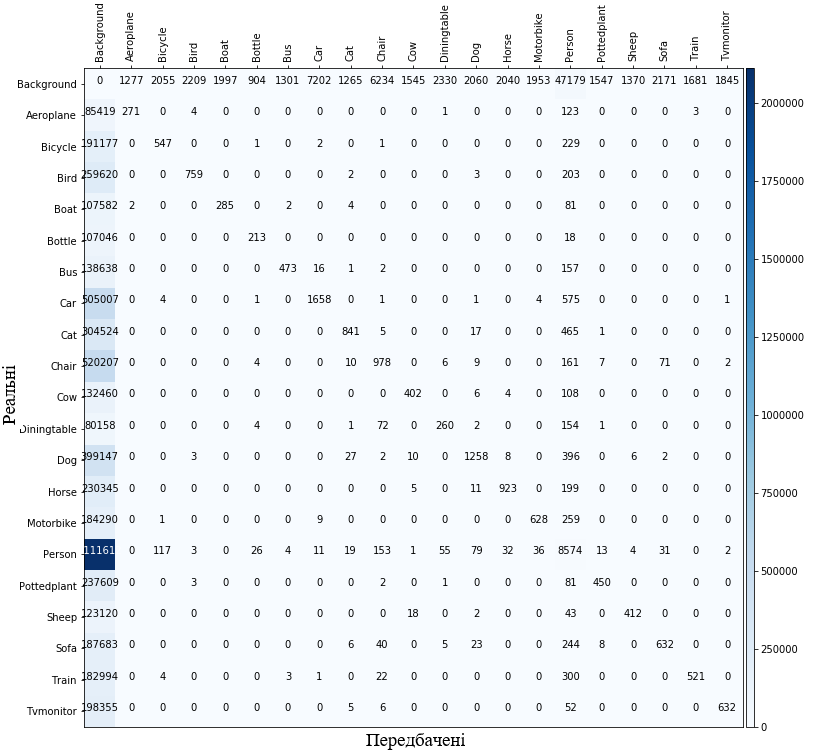 Background Aeroplane Bicycle Bird Boat Bottle Bus Car Cat Chair Cow Diningtable Dog Horse Motorbike Person Pottedplant Sheep Sofa Train Tvmonitor
Background 0 1277 2055 2209 1997 904 1301 7202 1265 6234 1545 2330 2060 2040 1953 47179 1547 1370 2171 1681 1845
Aeroplane 85419 271 0 4 0 0 0 0 0 0 0 1 0 0 0 123 0 0 0 3 0
Bicycle 191177 0 547 0 0 1 0 2 0 1 0 0 0 0 0 229 0 0 0 0 0
Bird 259620 0 0 759 0 0 0 0 2 0 0 0 3 0 0 203 0 0 0 0 0
Boat 107582 2 0 0 285 0 2 0 4 0 0 0 0 0 0 81 0 0 0 0 0
Bottle 107046 0 0 0 0 213 0 0 0 0 0 0 0 0 0 18 0 0 0 0 0
Bus 138638 0 0 0 0 0 473 16 1 2 0 0 0 0 0 157 0 0 0 0 0
Car 505007 0 4 0 0 1 0 1658 0 1 0 0 1 0 4 575 0 0 0 0 1
Cat 304524 0 0 0 0 0 0 0 841 5 0 0 17 0 0 465 1 0 0 0 0
Chair 520207 0 0 0 0 4 0 0 10 978 0 6 9 0 0 161 7 0 71 0 2
Cow 132460 0 0 0 0 0 0 0 0 0 402 0 6 4 0 108 0 0 0 0 0
Diningtable 80158 0 0 0 0 4 0 0 1 72 0 260 2 0 0 154 1 0 0 0 0
Dog 399147 0 0 3 0 0 0 0 27 2 10 0 1258 8 0 396 0 6 2 0 0
Horse 230345 0 0 0 0 0 0 0 0 0 5 0 11 923 0 199 0 0 0 0 0
Motorbike 184290 0 1 0 0 0 0 9 0 0 0 0 0 0 628 259 0 0 0 0 0
Person 11161 0 117 3 0 26 4 11 19 153 1 55 79 32 36 8574 13 4 31 0 2
Pottedplant 237609 0 0 3 0 0 0 0 0 2 0 1 0 0 0 81 450 0 0 0 0
Sheep 123120 0 0 0 0 0 0 0 0 0 18 0 2 0 0 43 0 412 0 0 0
Sofa 187683 0 0 0 0 0 0 0 6 40 0 5 23 0 0 244 8 0 632 0 0
Train 182994 0 4 0 0 0 3 1 0 22 0 0 0 0 0 300 0 0 0 521 0
Tvmonitor 198355 0 0 0 0 0 0 0 5 6 0 0 0 0 0 52 0 0 0 0 632
Реальні
Передбачені
2000000
1750000
1500000
1250000
1000000
750000
500000
250000
0